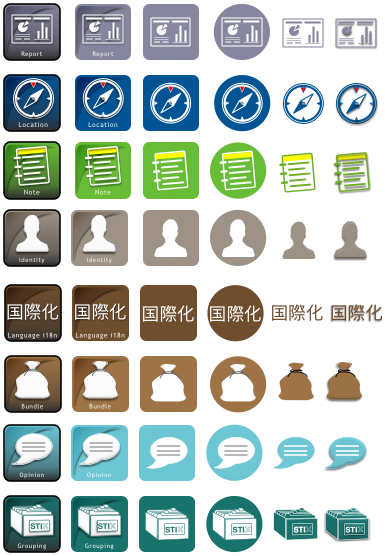 Report Report
Location Location
Note Note
Identity Identity
国際化 国際化 国際化 国際化 国際化 国際化
Language i18n Language i18n
Bundle Bundle
Opinion Opinion
STIX STIX STIX STIX STIX STIX
Grouping Grouping